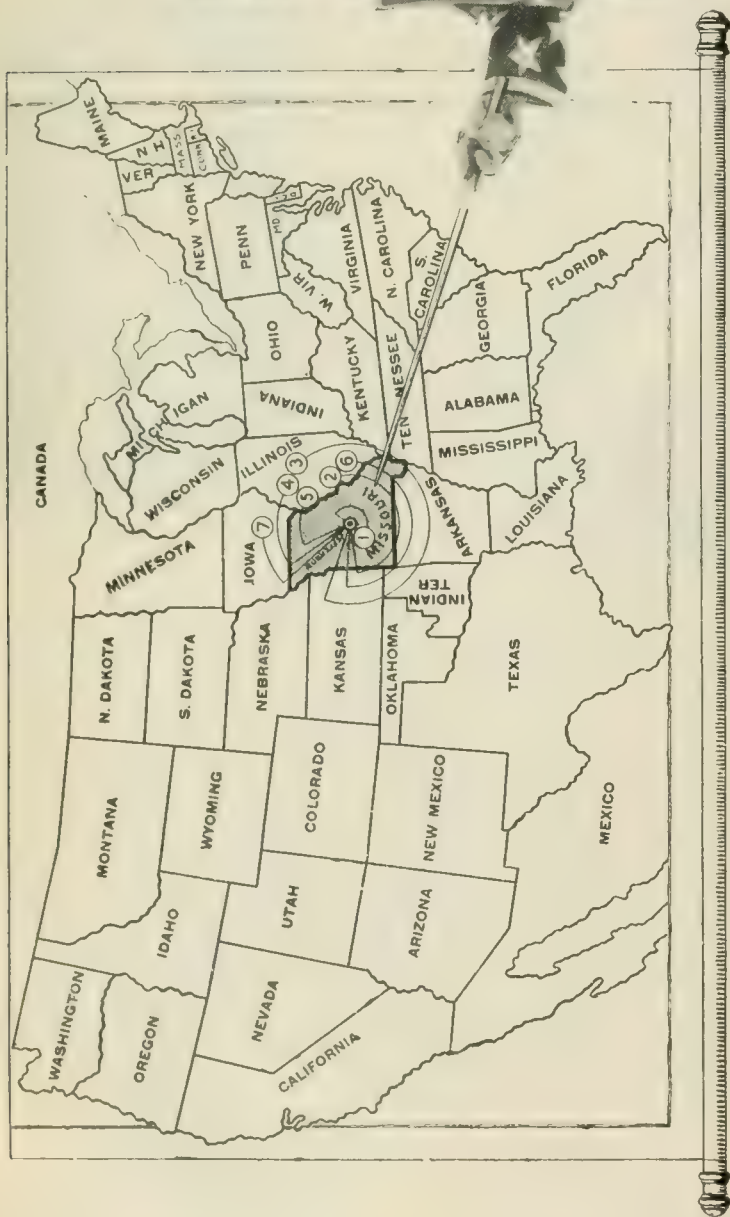 CANADA
WASHINGTON
OREGON
CALIFORNIA
NEVADA
IDAHO
MONTANA
WYOMING
UTAH
ARIZONA
COLORADO
NEW MEXICO
N. DAKOTA
S. DAKOTA
NEBRASKA
KANSAS
OKLAHOMA
INDIAN
TER
TEXAS
MEXICO
MINNESOTA
IOWA
MISSOURI
ARKANSAS
LOUISIANA
WISCONSIN
ILLINOIS
MICHIGAN
INDIANA
OHIO
KENTUCKY
TEN NESSEE
MISSISSIPPI
ALABAMA
GEORGIA
FLORIDA
S.
CAROLINA
N. CAROLINA
VIRGINIA
W. VIR
MD
PENN
NEW YORK
VER
N H
MASS
CONN
MAINE
1
2
3
4
5
6
7